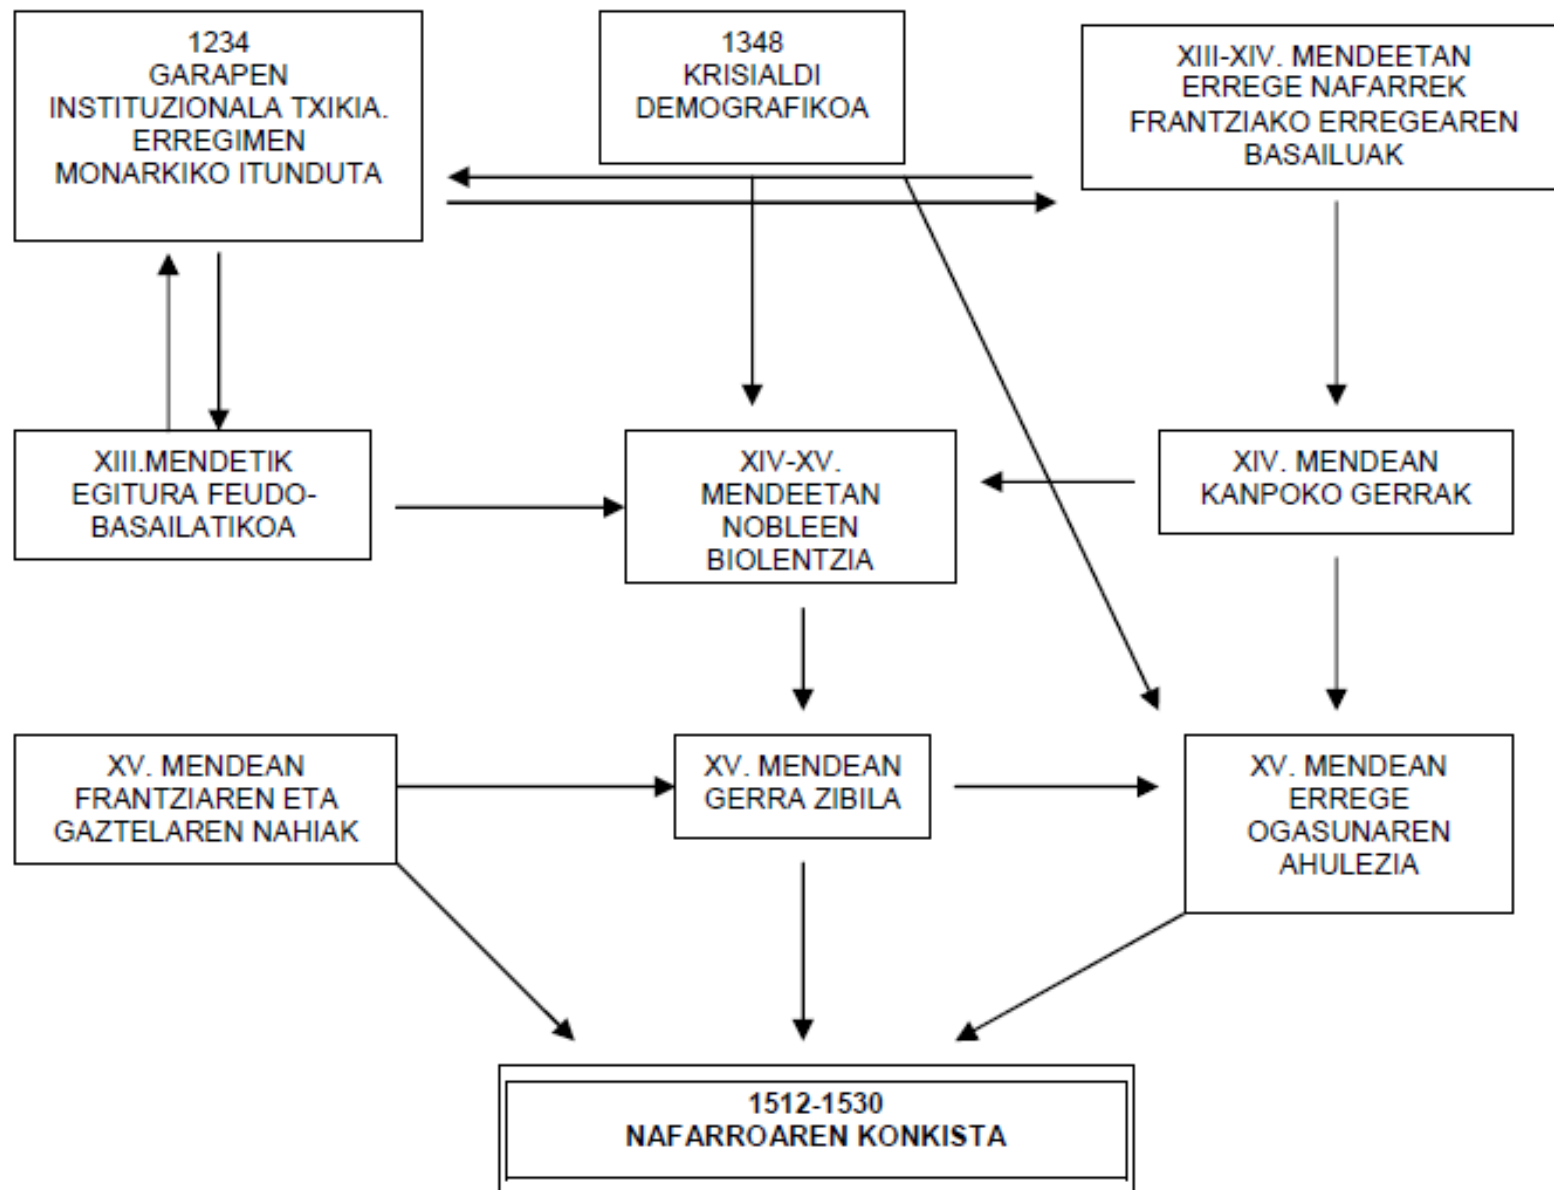 1234
GARAPEN
INSTITUZIONALA TXIKIA.
ERREGIMEN
MONARKIKO ITUNDUTA
1348
KRISIALDI
DEMOGRAFIKOA
XIII-XIV. MENDEETAN
ERREGE NAFARREK
FRANTZIAKO ERREGEAREN
BASAILUAK
XIII.MENDETIK
EGITURA FEUDO-
BASAILATIKOA
XIV-XV.
MENDEETAN
NOBLEEN
BIOLENTZIA
XIV. MENDEAN
KANPOKO GERRAK
XV. MENDEAN
FRANTZIAREN ETA
GAZTELAREN NAHIAK
XV. MENDEAN
GERRA ZIBILA
XV. MENDEAN
ERREGE
OGASUNAREN
AHULEZIA
1512-1530
NAFARROAREN KONKISTA